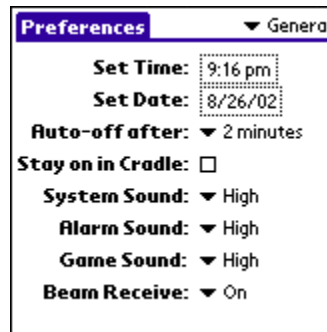 Preferences ▼ Genera
Set Time: 9:16 pm
Set Date: 8/26/02
Auto-off after: ▼ 2 minutes
Stay on in Cradle: ☐
System Sound: ▼ High
Alarm Sound: ▼ High
Game Sound: ▼ High
Beam Receive: ▼ On